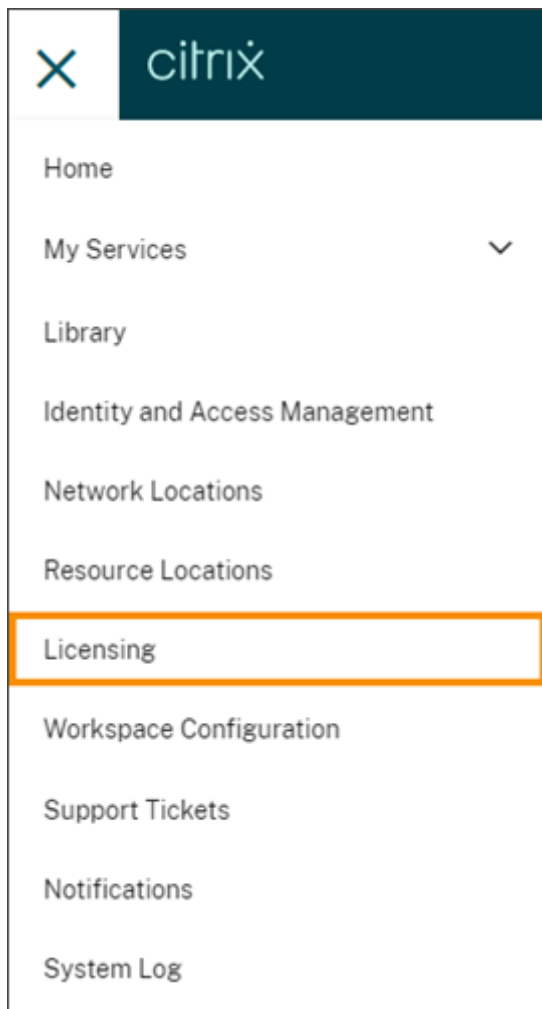 citrix
Home
My Services
Library
Identity and Access Management
Network Locations
Resource Locations
Licensing
Workspace Configuration
Support Tickets
Notifications
System Log